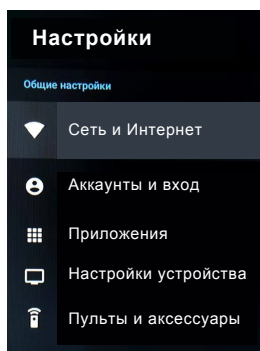 Настройки
Общие настройки
Сеть и Интернет
Аккаунты и вход
Приложения
Настройки устройства
Пульты и аксессуары